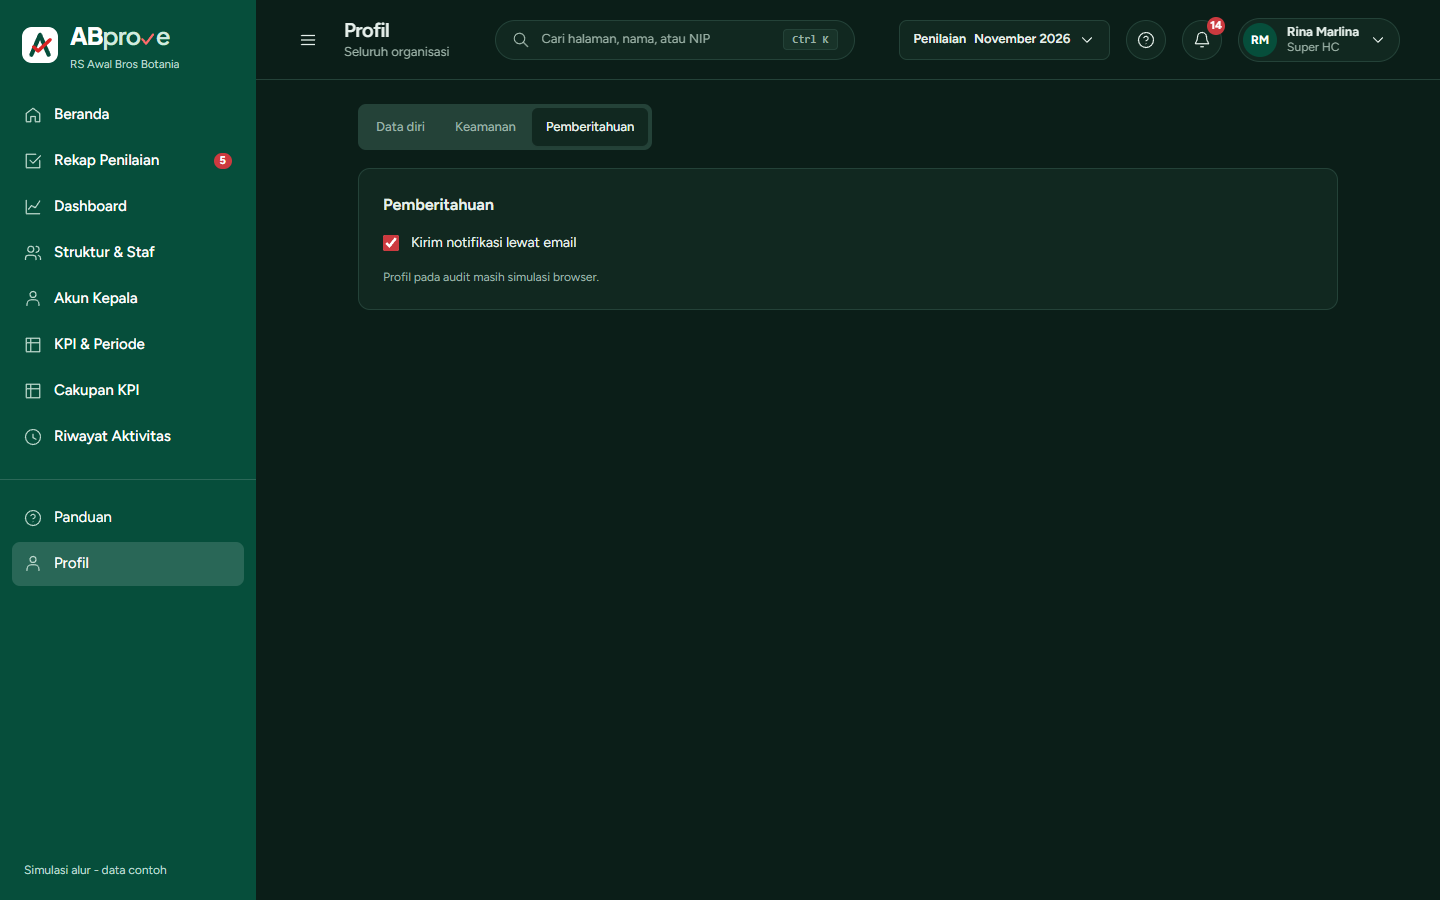 ABprove
RS Awal Bros Botania
Beranda
Rekap Penilaian 5
Dashboard
Struktur & Staf
Akun Kepala
KPI & Periode
Cakupan KPI
Riwayat Aktivitas
Panduan
Profil
Simulasi alur - data contoh
Profil
Seluruh organisasi
Cari halaman, nama, atau NIP Ctrl K
Penilaian November 2026
14
RM
Rina Marlina
Super HC
Data diri Keamanan Pemberitahuan
Pemberitahuan
Kirim notifikasi lewat email
Profil pada audit masih simulasi browser.